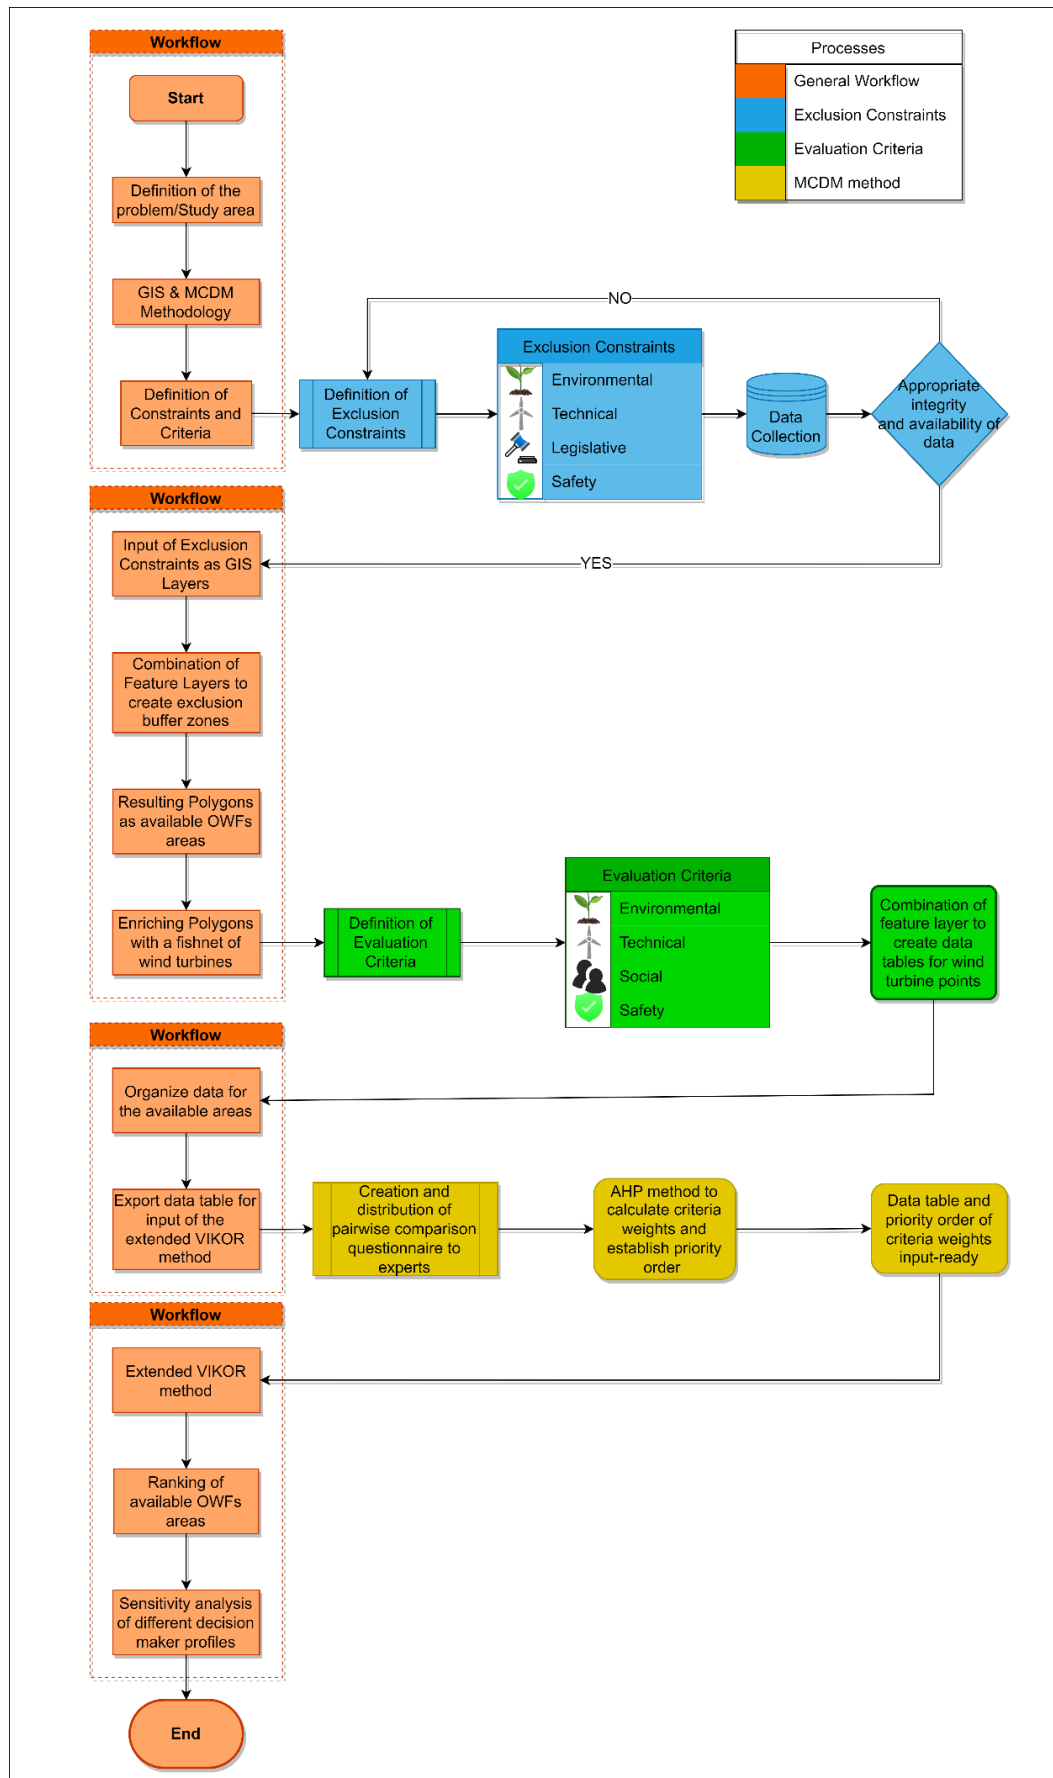 Workflow
Start
Definition of the
problem/Study area
GIS & MCDM
Methodology
Definition of
Constraints and
Criteria
Processes
General Workflow
Exclusion Constraints
Evaluation Criteria
MCDM method
NO
Definition of
Exclusion
Constraints
Exclusion Constraints
Environmental
Technical
Legislative
Safety
Data
Collection
Appropriate
integrity
and availability of
data
YES
Workflow
Input of Exclusion
Constraints as GIS
Layers
Combination of
Feature Layers to
create exclusion
buffer zones
Resulting Polygons
as available OWFs
areas
Enriching Polygons
with a fishnet of
wind turbines
Definition of
Evaluation
Criteria
Evaluation Criteria
Environmental
Technical
Social
Safety
Combination of
feature layer to
create data
tables for wind
turbine points
Workflow
Organize data for
the available areas
Export data table for
input of the
extended VIKOR
method
Creation and
distribution of
pairwise comparison
questionnaire to
experts
AHP method to
calculate criteria
weights and
establish priority
order
Data table and
priority order of
criteria weights
input-ready
Workflow
Extended VIKOR
method
Ranking of
available OWFs
areas
Sensitivity analysis
of different decision
maker profiles
End